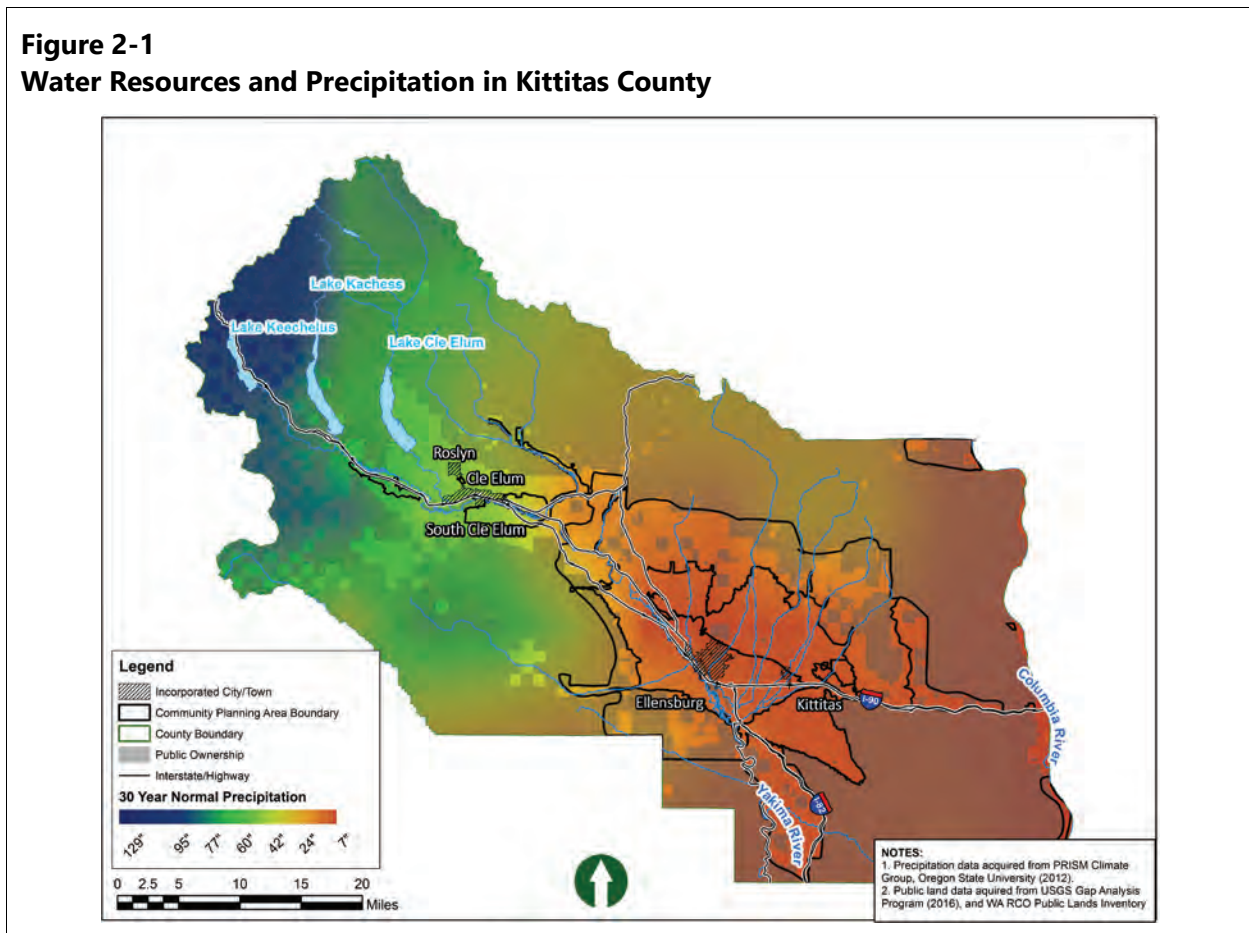 Figure 2-1
Water Resources and Precipitation in Kittitas County
Lake Kachess
Lake Keechelus
Lake Cle Elum
Roslyn
Cle Elum
South Cle Elum
Ellensburg
Kittitas
I-90
Columbia River
I-82
Yakima River
Legend
Incorporated City/Town
Community Planning Area Boundary
County Boundary
Public Ownership
Interstate/Highway
30 Year Normal Precipitation
129" 95" 77" 60" 42" 24" 7"
0 2.5 5 10 15 20
Miles
NOTES:
1. Precipitation data acquired from PRISM Climate
Group, Oregon State University (2012).
2. Public land data aquired from USGS Gap Analysis
Program (2016), and WA RCO Public Lands Inventory